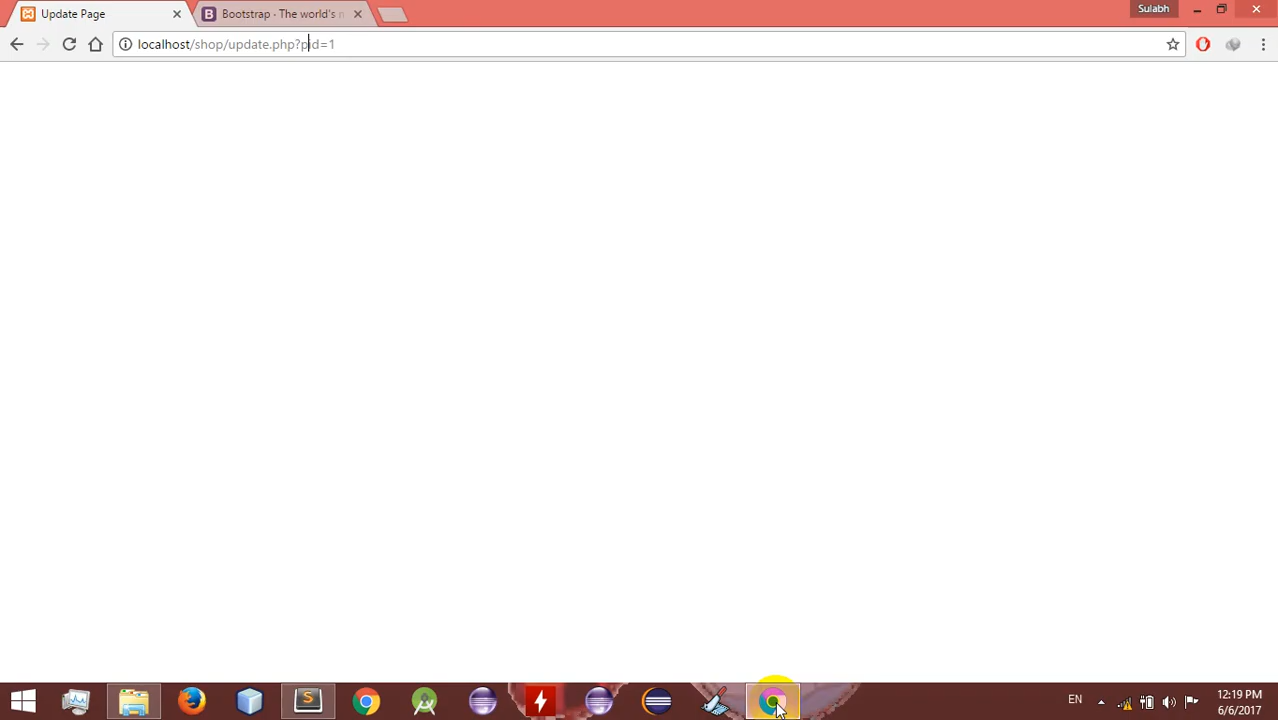 Update Page
Bootstrap - The world's n
Sulabh
localhost/shop/update.php?pid=1
EN
12:19 PM
6/6/2017